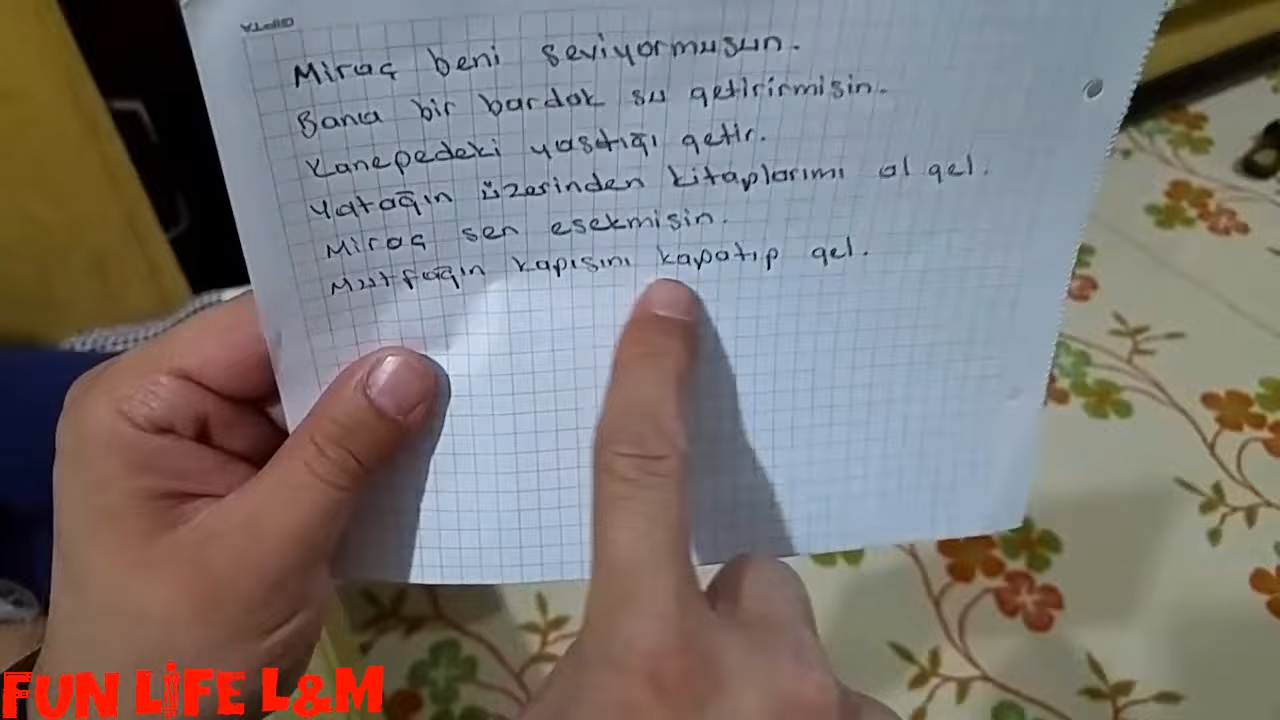 Miraç beni seviyormusun.
Bana bir bardak su getirirmisin.
Kanepedeki yastığı getir.
Yatağın üzerinden kitaplarımı al gel.
Miraç sen eşekmisin.
Mutfağın kapısını kapatıp gel.
FUN LİFE L&M